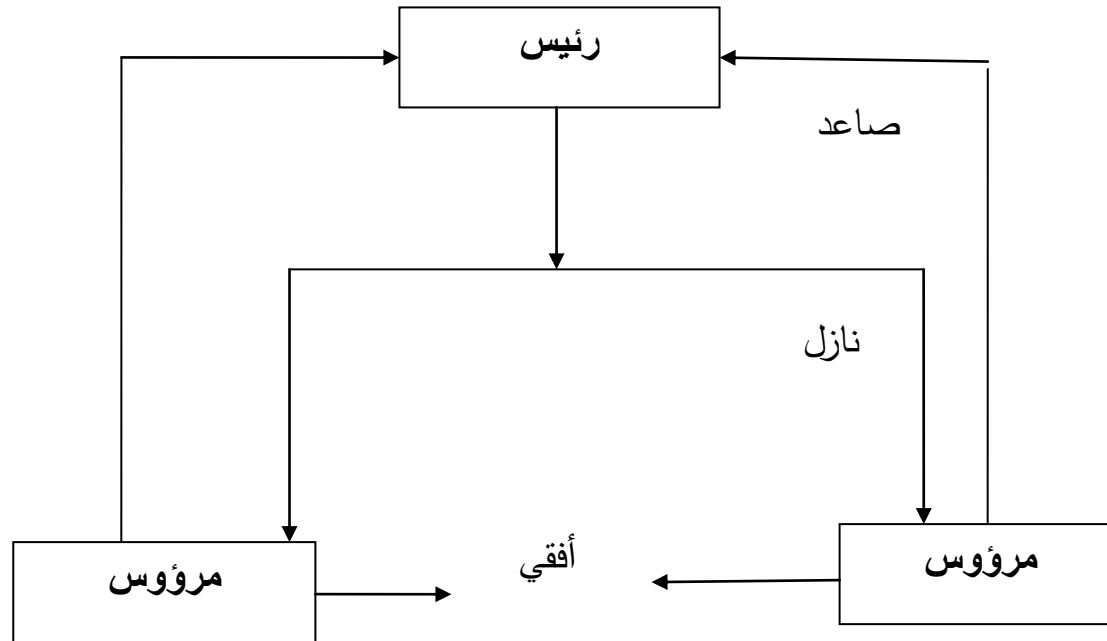 رئيس
صاعد
نازل
أفقي
مرؤوس
مرؤوس